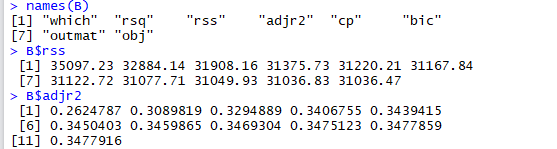 > names(B)
[1] "which" "rsq" "rss" "adjr2" "cp" "bic"
[7] "outmat" "obj"
> B$rss
[1] 35097.23 32884.14 31908.16 31375.73 31220.21 31167.84
[7] 31122.72 31077.71 31049.93 31036.83 31036.47
> B$adjr2
[1] 0.2624787 0.3089819 0.3294889 0.3406755 0.3439415
[6] 0.3450403 0.3459865 0.3469304 0.3475123 0.3477859
[11] 0.3477916